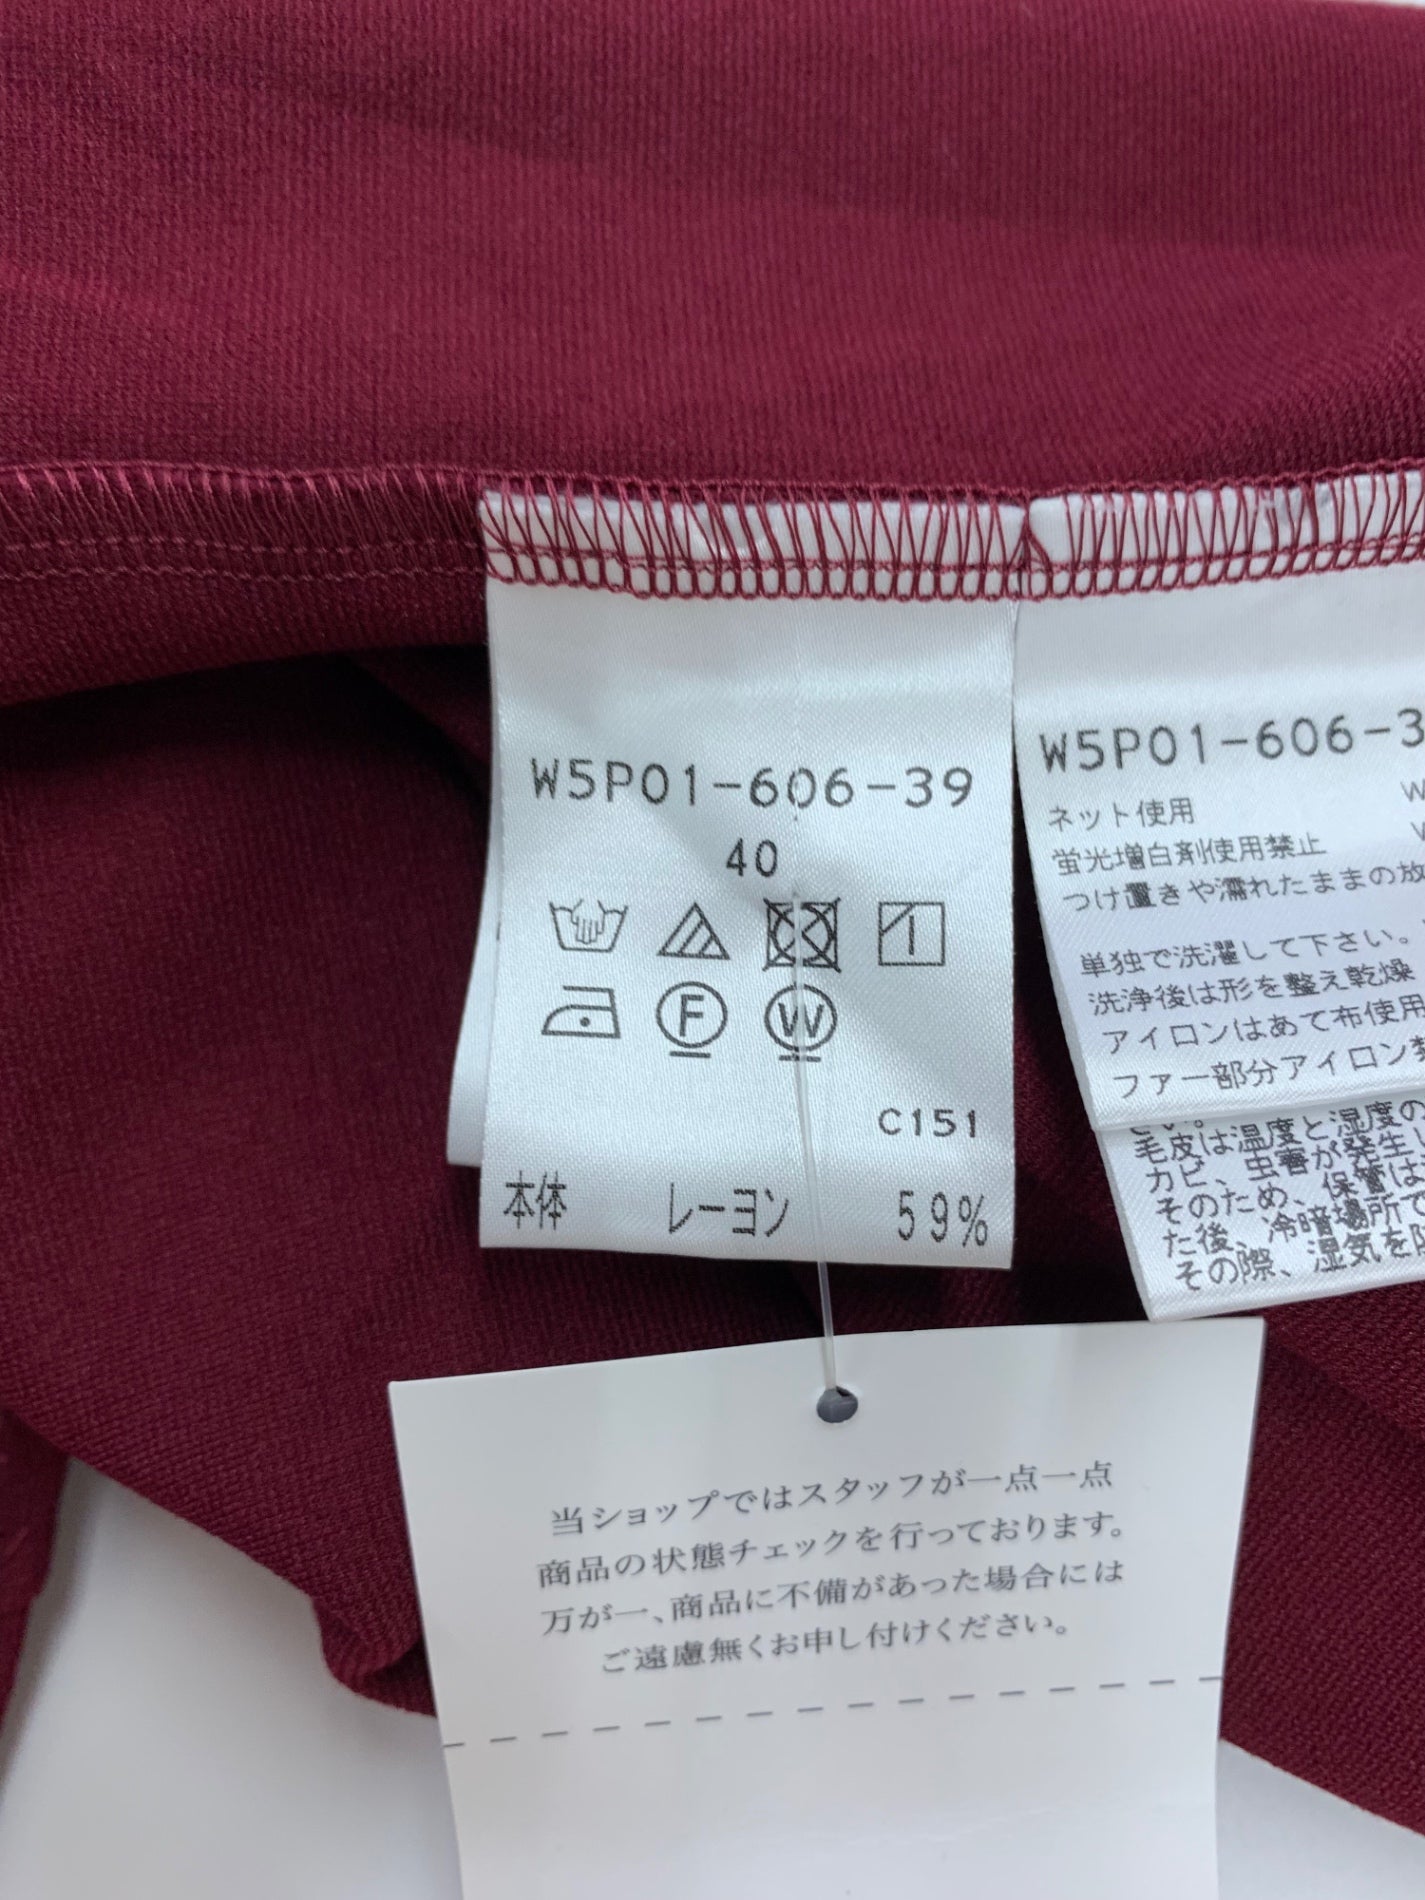 W5P01-606-39
40
F
W
C151
本体 レーヨン 59%
W5P01-606-3
ネット使用
蛍光増白剤使用禁止
つけ置きや濡れたままの放
単独で洗濯して下さい。
洗浄後は形を整え乾燥
アイロンはあて布使用
ファー部分アイロン禁
さい。
毛皮は温度と湿度の
カビ、虫害が発生し
そのため、保管は
た後、冷暗場所で
その際、湿気を
当ショップではスタッフが一点一点
商品の状態チェックを行っております。
万が一、商品に不備があった場合には
ご遠慮無くお申し付けください。